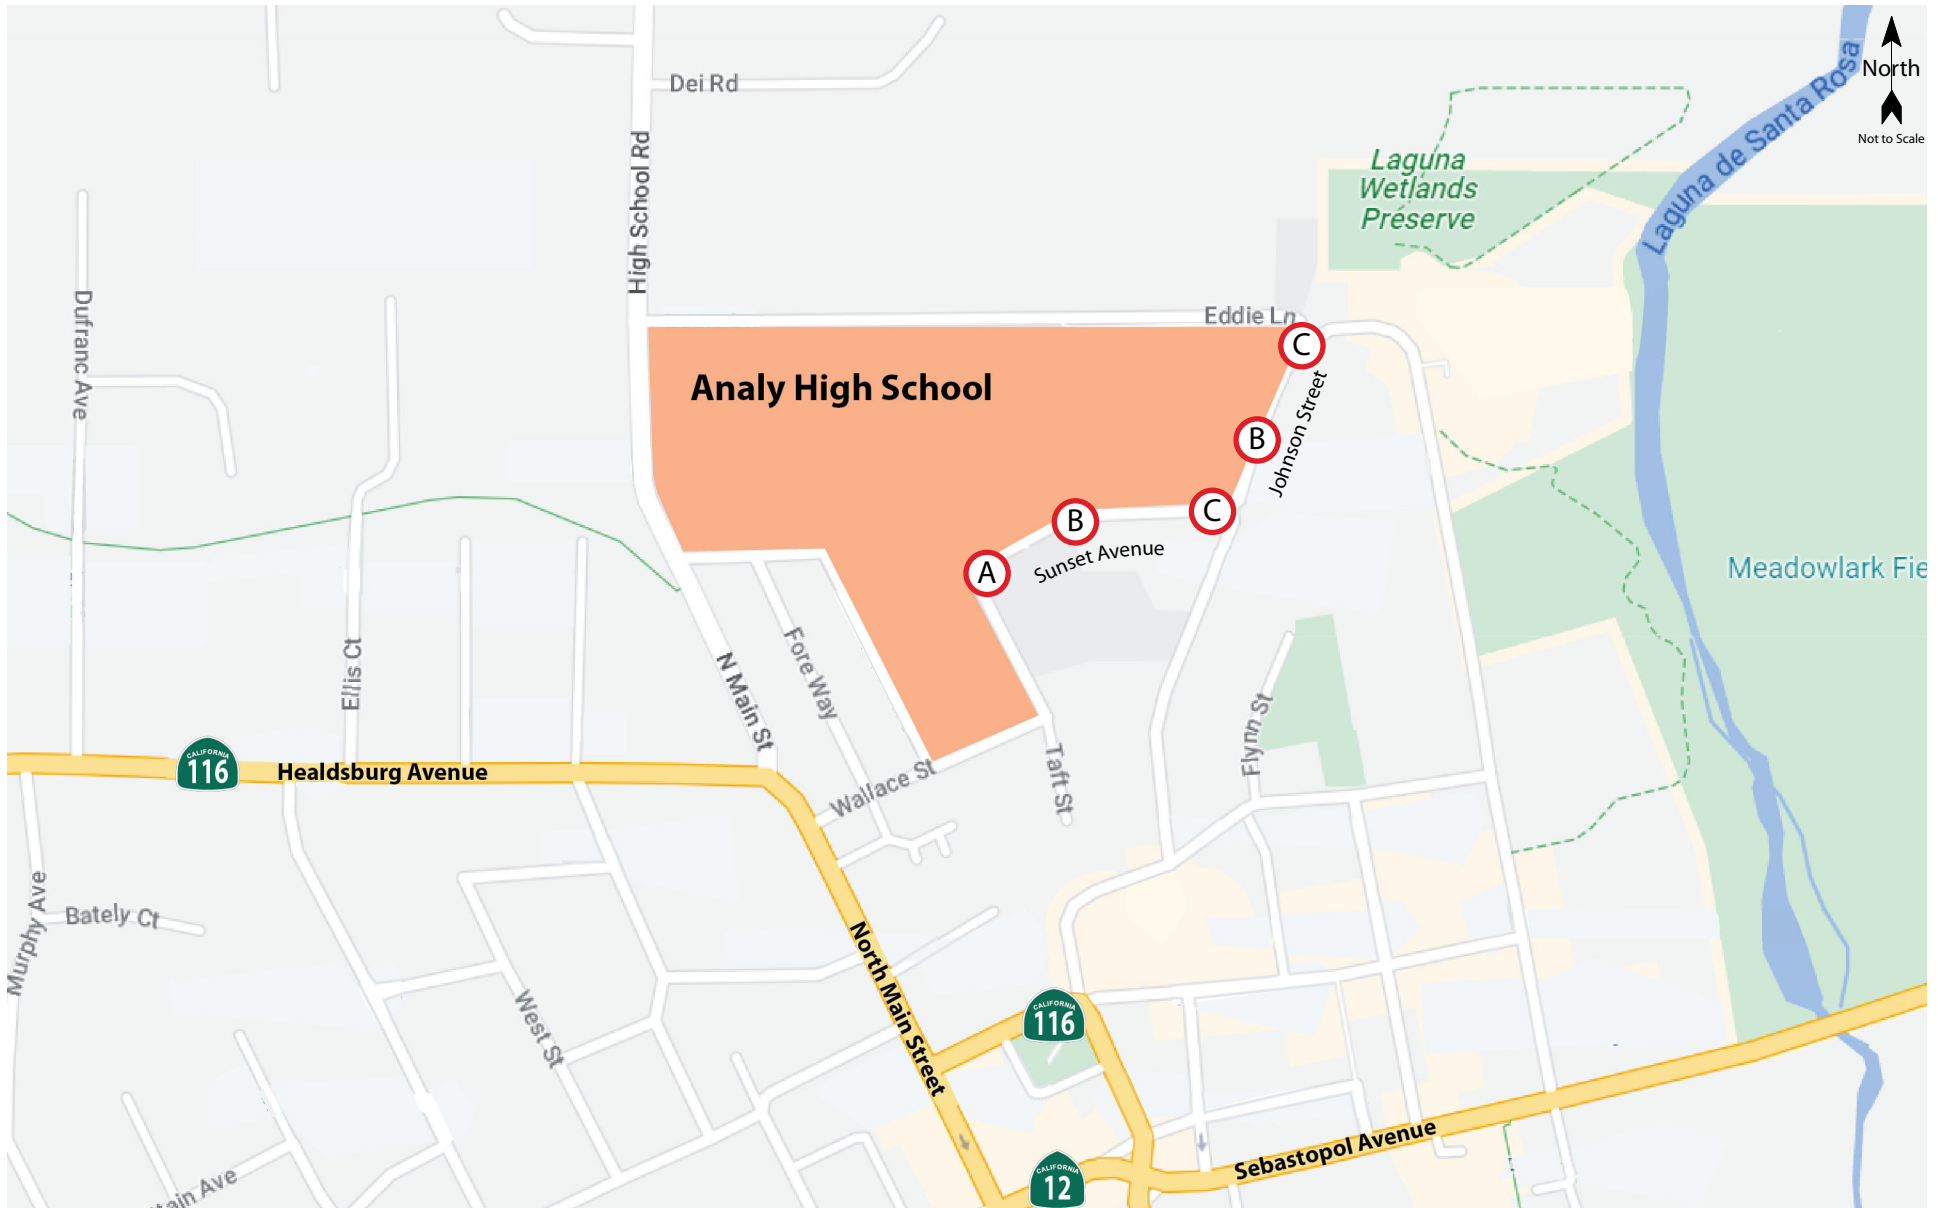 North
Not to Scale
Dei Rd
High School Rd
Laguna de Santa Rosa
Laguna
Wetlands
Preserve
Dufranc Ave
Eddie Ln
C
Analy High School
B
Johnson Street
C
B
Sunset Avenue
A
Meadowlark Fie
Ellis Ct
N Main St
Fore Way
Flynn St
Taft St
Wallace St
CALIFORNIA
116
Healdsburg Avenue
Murphy Ave
Bately Ct
North Main Street
West St
CALIFORNIA
116
Sebastopol Avenue
CALIFORNIA
12
ain Ave